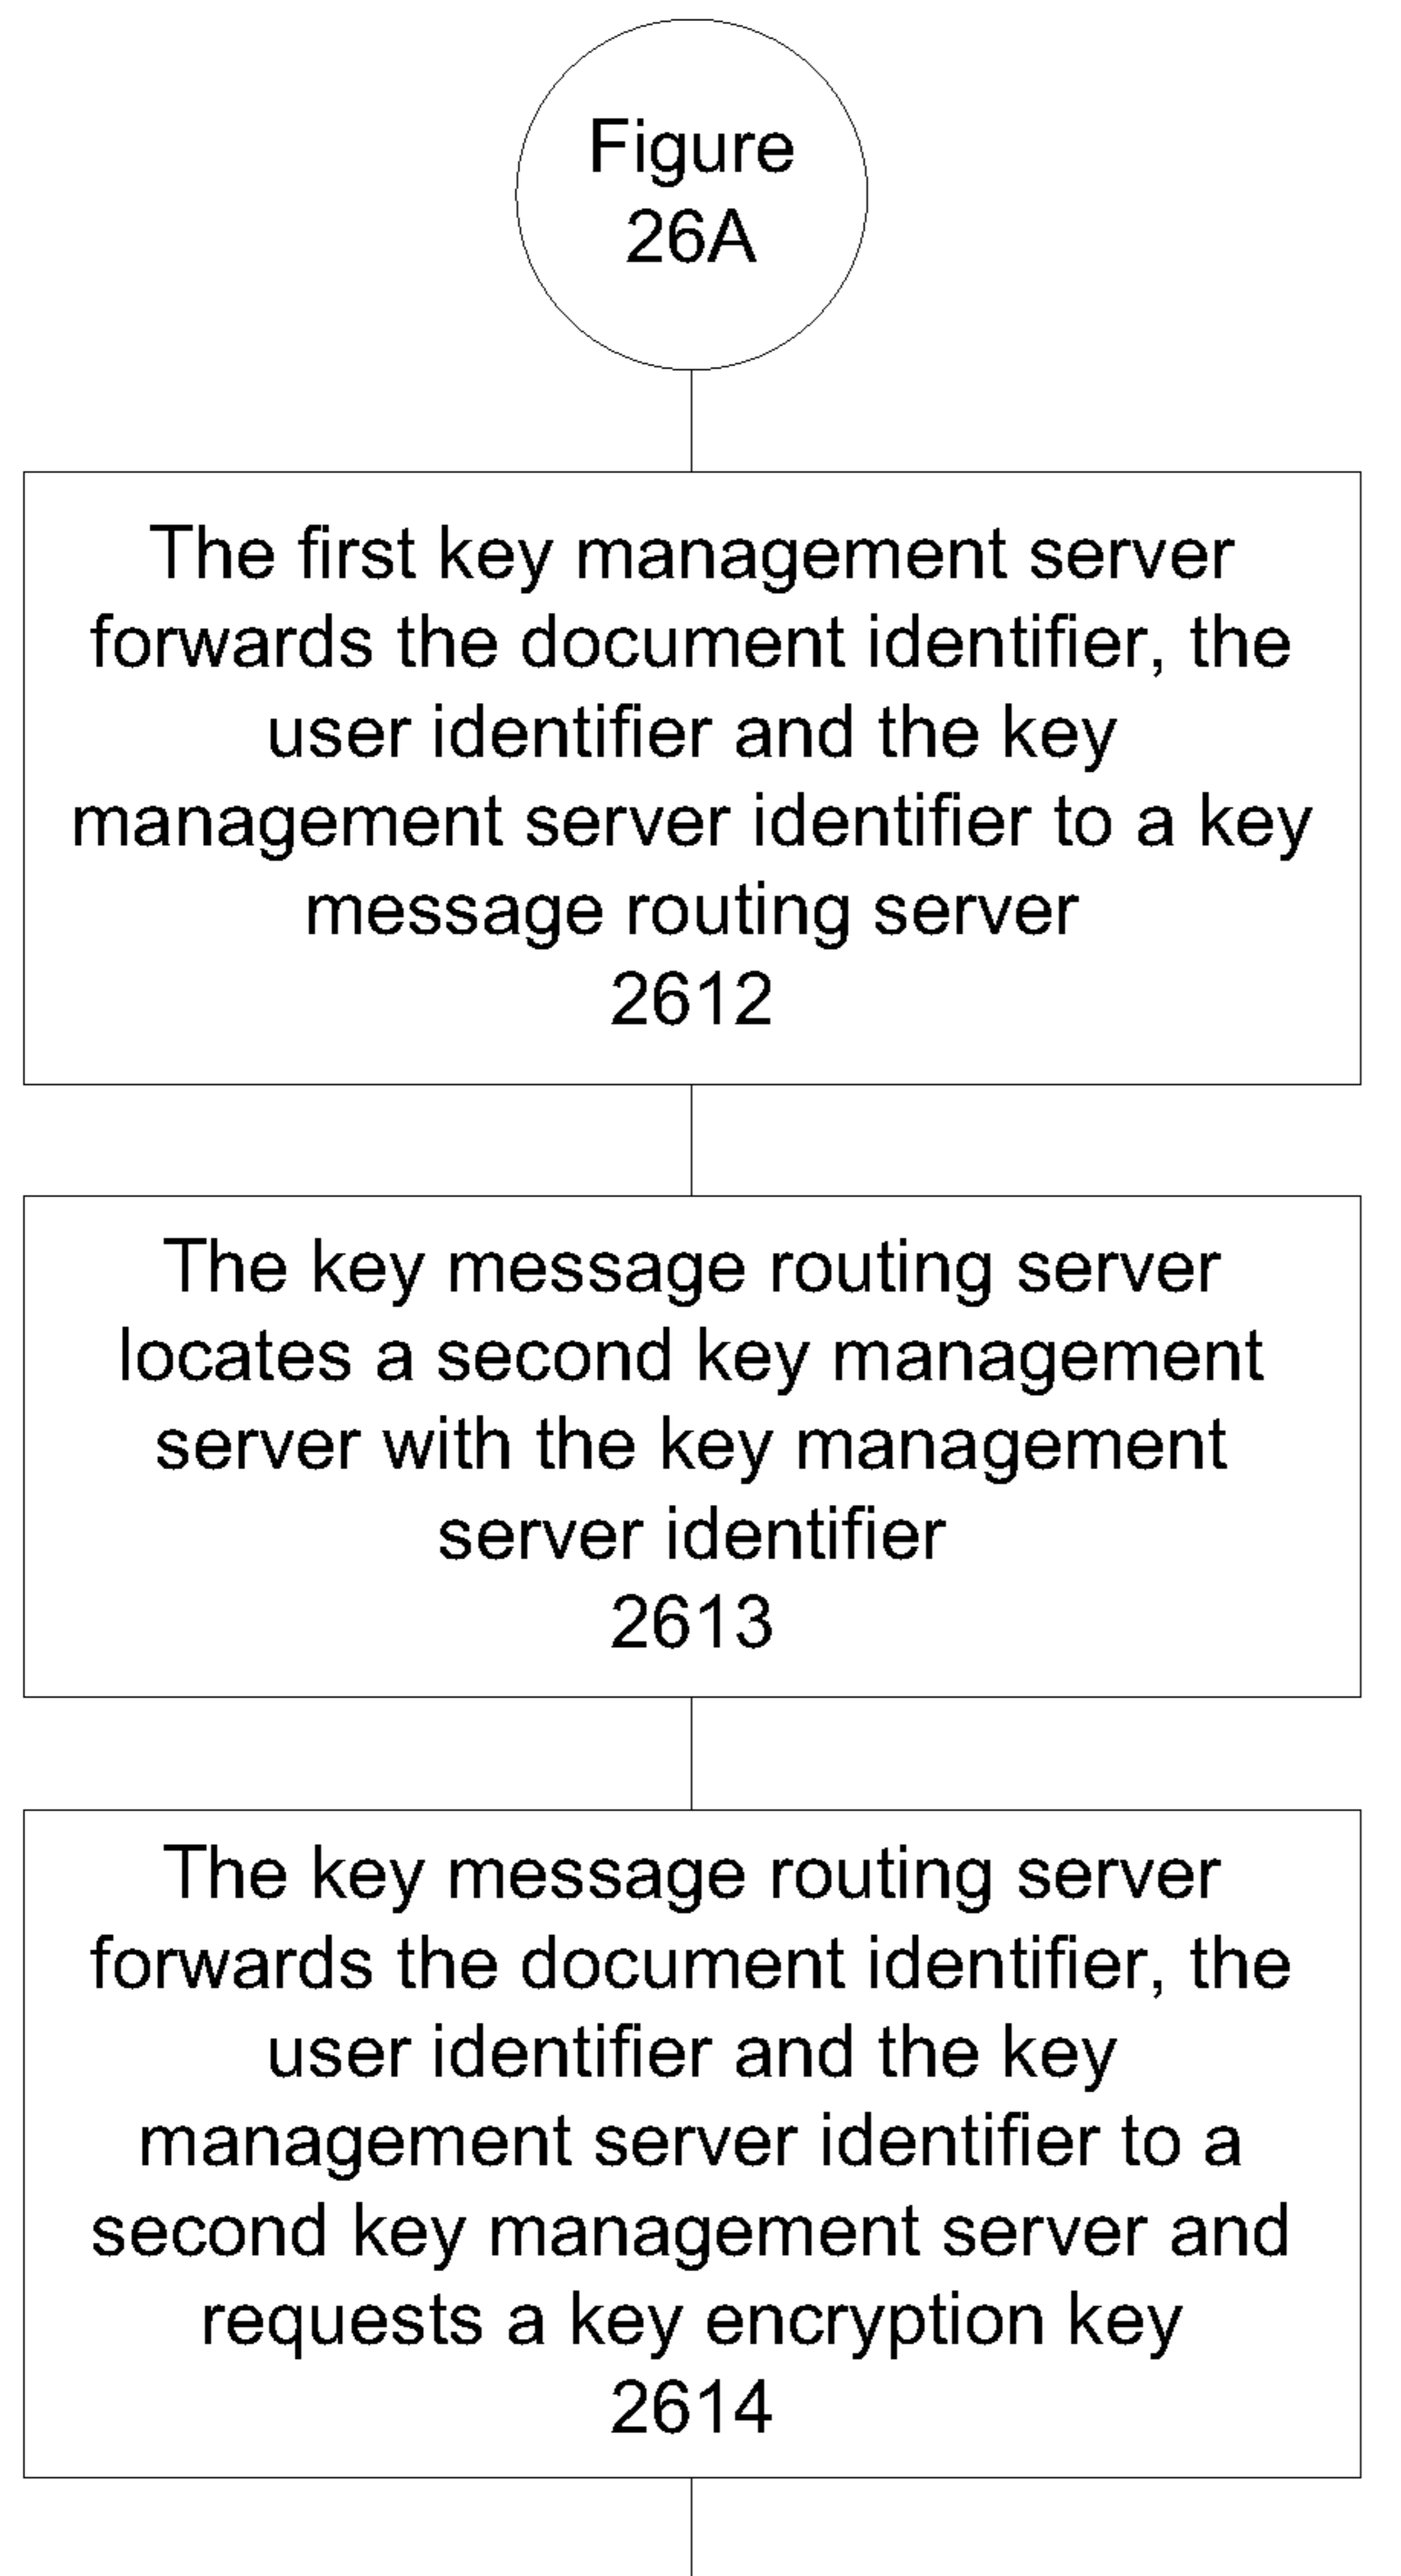 Figure
26A
The first key management server
forwards the document identifier, the
user identifier and the key
management server identifier to a key
message routing server
2612
The key message routing server
locates a second key management
server with the key management
server identifier
2613
The key message routing server
forwards the document identifier, the
user identifier and the key
management server identifier to a
second key management server and
requests a key encryption key
2614